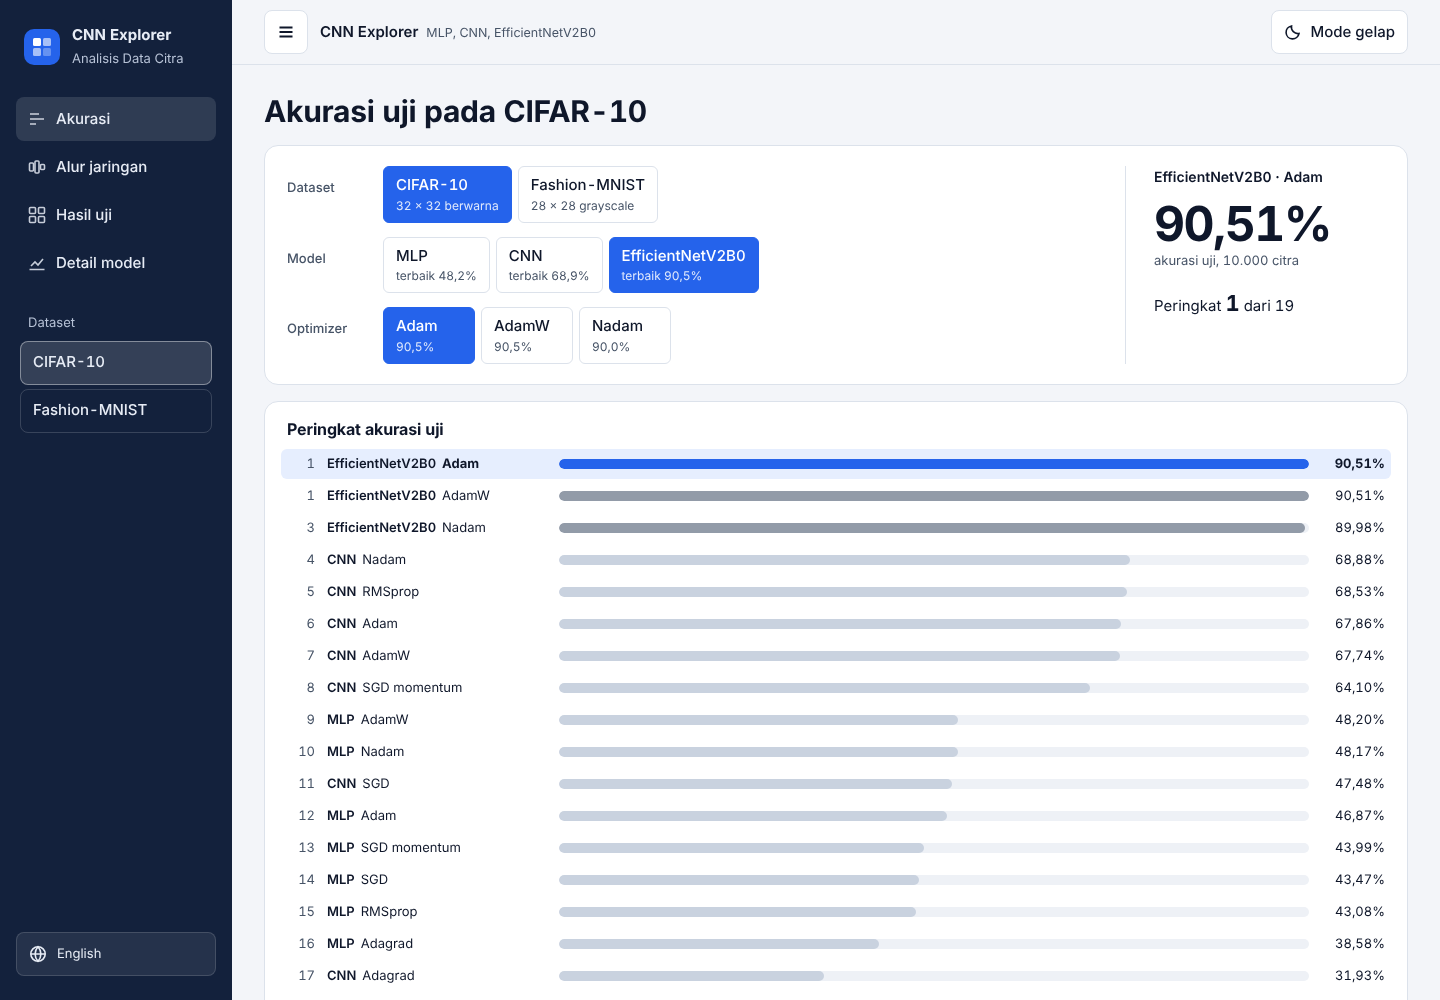 CNN Explorer
Analisis Data Citra
Akurasi
Alur jaringan
Hasil uji
Detail model
Dataset
CIFAR-10
Fashion-MNIST
English
CNN Explorer MLP, CNN, EfficientNetV2B0
Mode gelap
Akurasi uji pada CIFAR-10
Dataset
CIFAR-10
32 × 32 berwarna
Fashion-MNIST
28 × 28 grayscale
Model
MLP
terbaik 48,2%
CNN
terbaik 68,9%
EfficientNetV2B0
terbaik 90,5%
Optimizer
Adam
90,5%
AdamW
90,5%
Nadam
90,0%
EfficientNetV2B0 · Adam
90,51%
akurasi uji, 10.000 citra
Peringkat 1 dari 19
Peringkat akurasi uji
1 EfficientNetV2B0 Adam 90,51%
1 EfficientNetV2B0 AdamW 90,51%
3 EfficientNetV2B0 Nadam 89,98%
4 CNN Nadam 68,88%
5 CNN RMSprop 68,53%
6 CNN Adam 67,86%
7 CNN AdamW 67,74%
8 CNN SGD momentum 64,10%
9 MLP AdamW 48,20%
10 MLP Nadam 48,17%
11 CNN SGD 47,48%
12 MLP Adam 46,87%
13 MLP SGD momentum 43,99%
14 MLP SGD 43,47%
15 MLP RMSprop 43,08%
16 MLP Adagrad 38,58%
17 CNN Adagrad 31,93%